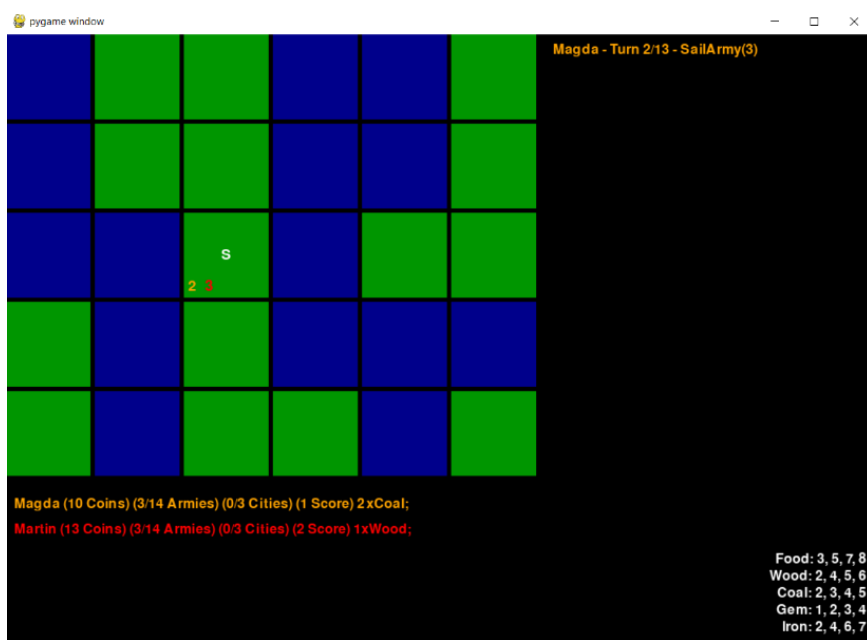 pygame window
Magda - Turn 2/13 - SailArmy(3)
S
2 3
Magda (10 Coins) (3/14 Armies) (0/3 Cities) (1 Score) 2xCoal;
Martin (13 Coins) (3/14 Armies) (0/3 Cities) (2 Score) 1xWood;
Food: 3, 5, 7, 8
Wood: 2, 4, 5, 6
Coal: 2, 3, 4, 5
Gem: 1, 2, 3, 4
Iron: 2, 4, 6, 7